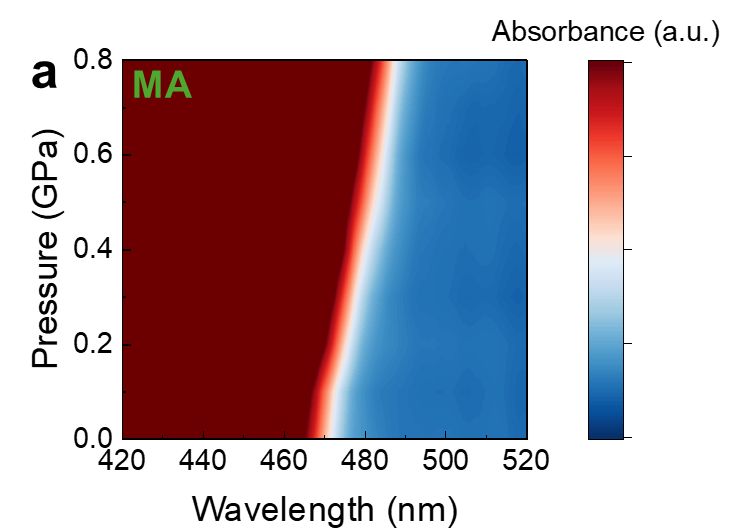 Absorbance (a.u.)
a
MA
0.8
0.6
0.4
0.2
0.0
Pressure (GPa)
420 440 460 480 500 520
Wavelength (nm)